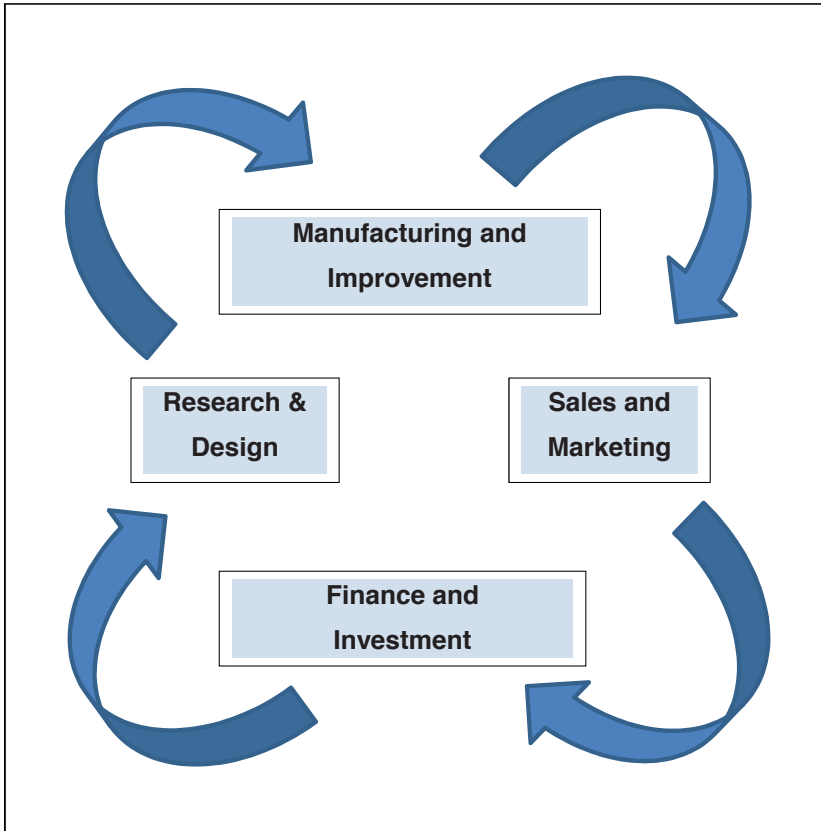 Manufacturing and
Improvement
Research &
Design
Sales and
Marketing
Finance and
Investment